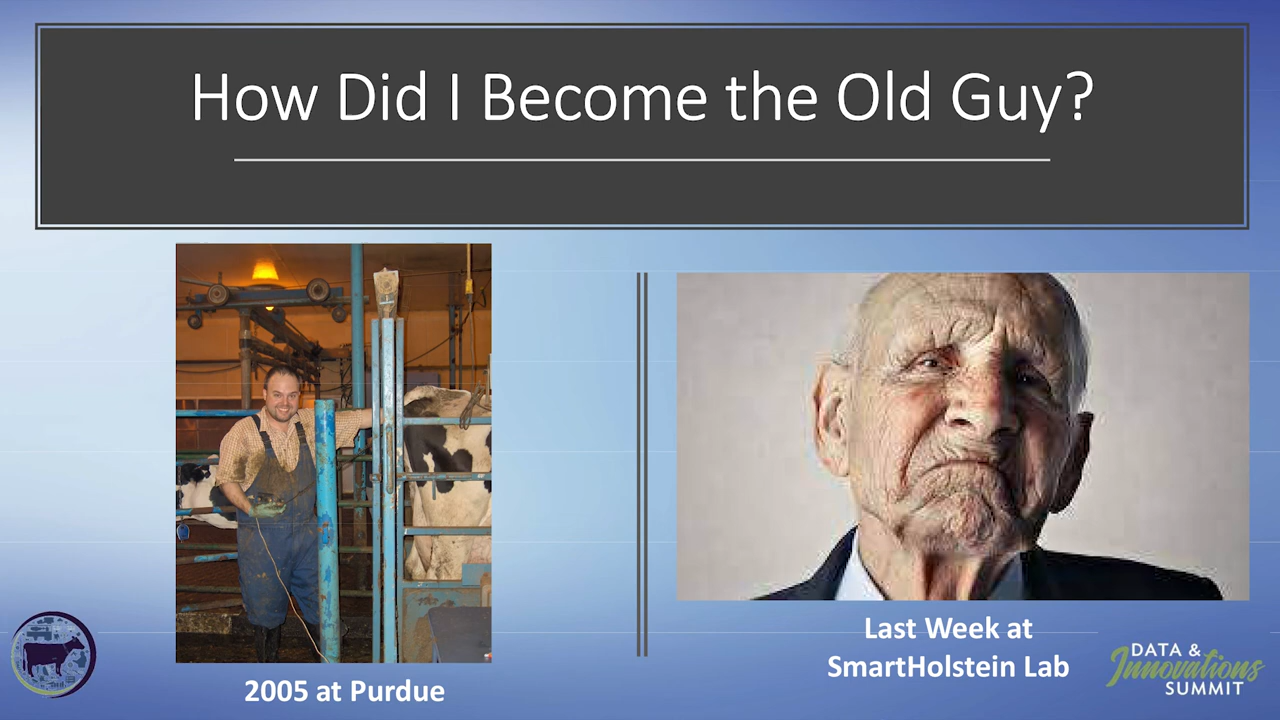 How Did I Become the Old Guy?
2005 at Purdue
Last Week at
SmartHolstein Lab
DATA &
Innovations
SUMMIT